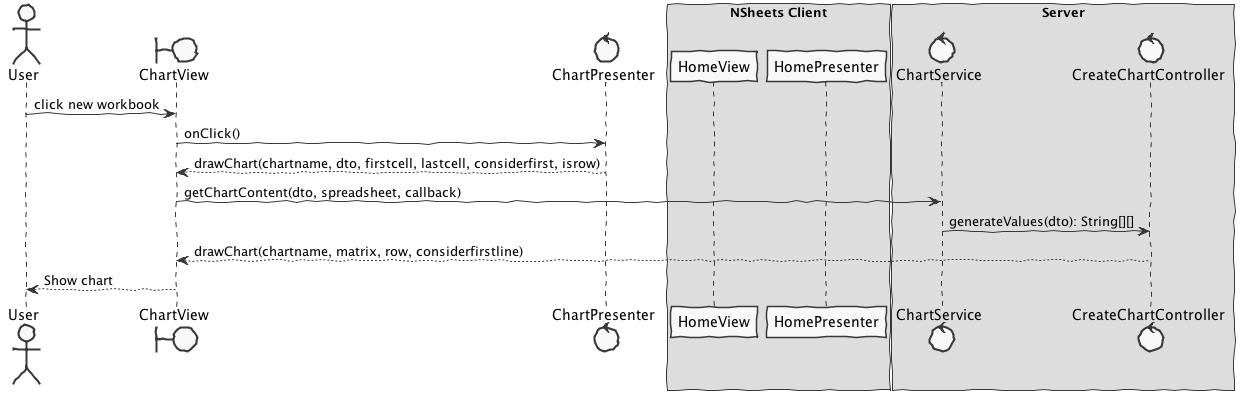 NSheets Client
Server
User
ChartView
ChartPresenter
HomeView
HomePresenter
ChartService
CreateChartController
click new workbook
onClick()
drawChart(chartname, dto, firstcell, lastcell, considerfirst, isrow)
getChartContent(dto, spreadsheet, callback)
generateValues(dto): String[][]
drawChart(chartname, matrix, row, considerfirstline)
Show chart
User
ChartView
ChartPresenter
HomeView
HomePresenter
ChartService
CreateChartController